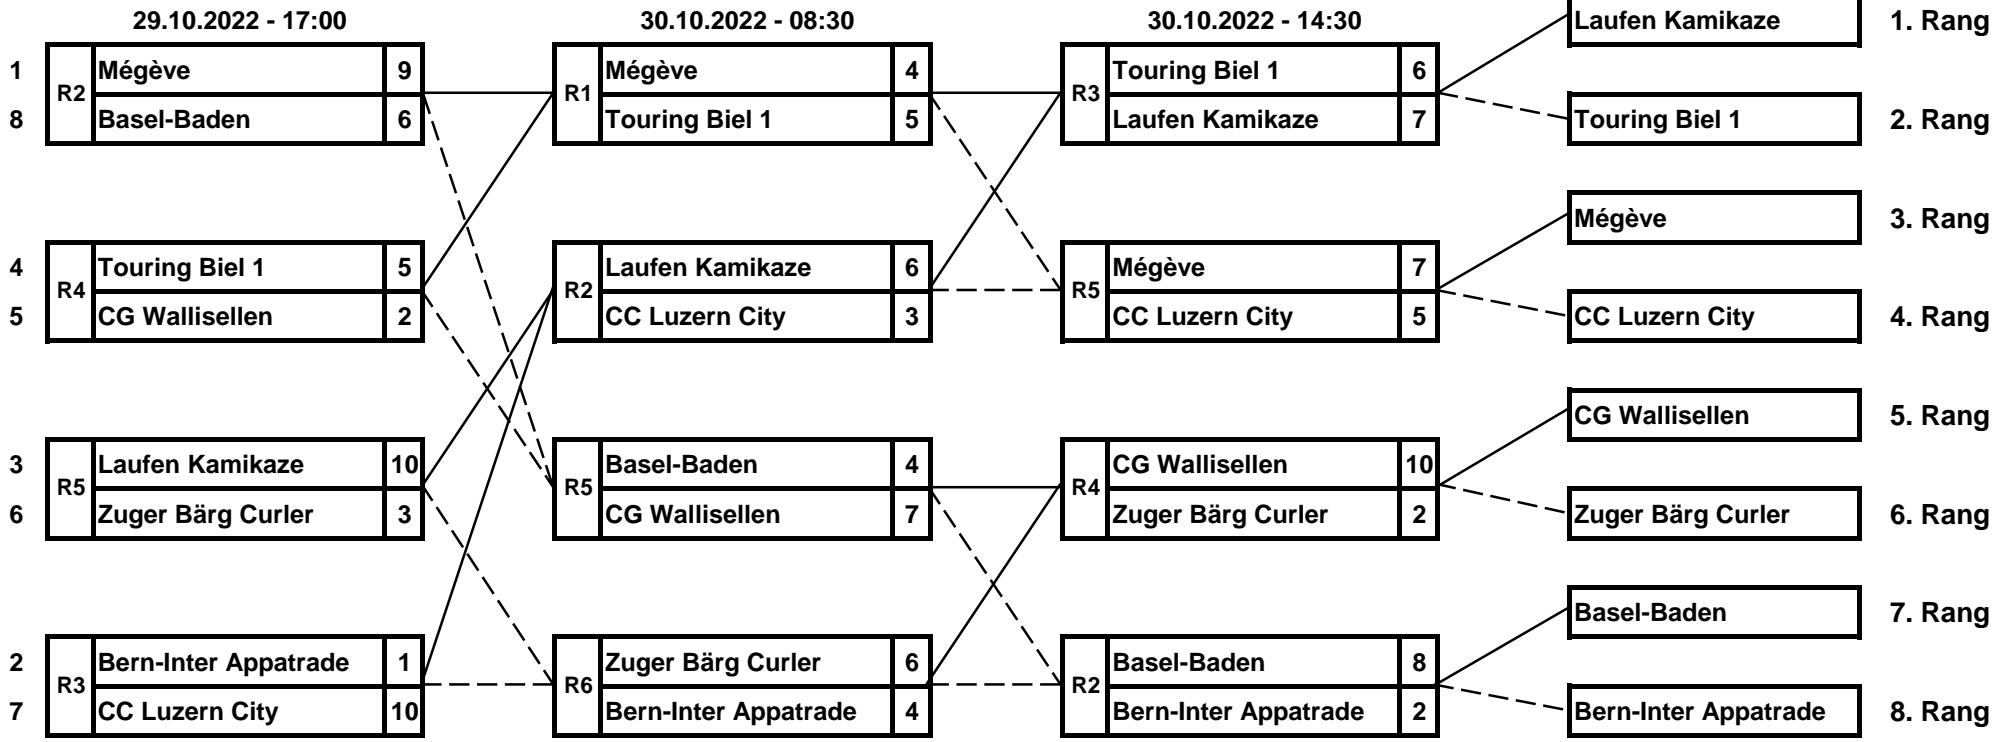 29.10.2022 - 17:00 30.10.2022 - 08:30 30.10.2022 - 14:30 Laufen Kamikaze 1. Rang
1 R2 Mégève 9 R1 Mégève 4 R3 Touring Biel 1 6
8 Basel-Baden 6 Touring Biel 1 5 Laufen Kamikaze 7 Touring Biel 1 2. Rang
Mégève 3. Rang
4 R4 Touring Biel 1 5 R2 Laufen Kamikaze 6 R5 Mégève 7
5 CG Wallisellen 2 CC Luzern City 3 CC Luzern City 5 CC Luzern City 4. Rang
CG Wallisellen 5. Rang
3 R5 Laufen Kamikaze 10 R5 Basel-Baden 4 R4 CG Wallisellen 10
6 Zuger Bärg Curler 3 CG Wallisellen 7 Zuger Bärg Curler 2 Zuger Bärg Curler 6. Rang
Basel-Baden 7. Rang
2 R3 Bern-Inter Appatrade 1 R6 Zuger Bärg Curler 6 R2 Basel-Baden 8
7 CC Luzern City 10 Bern-Inter Appatrade 4 Bern-Inter Appatrade 2 Bern-Inter Appatrade 8. Rang